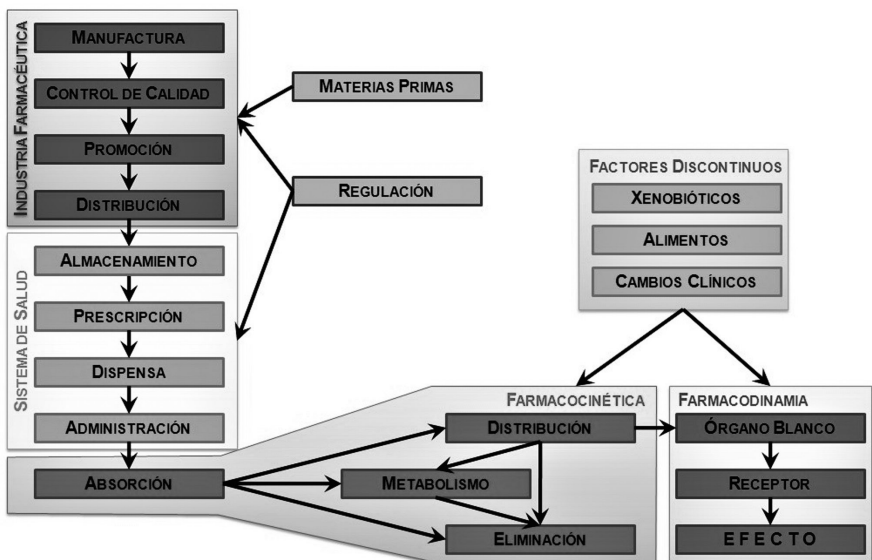 INDUSTRIA FARMACÉUTICA
MANUFACTURA
CONTROL DE CALIDAD
PROMOCIÓN
DISTRIBUCIÓN
MATERIAS PRIMAS
REGULACIÓN
SISTEMA DE SALUD
ALMACENAMIENTO
PRESCRIPCIÓN
DISPENSA
ADMINISTRACIÓN
FACTORES DISCONTINUOS
XENOBIÓTICOS
ALIMENTOS
CAMBIOS CLÍNICOS
FARMACOCINÉTICA
ABSORCIÓN
DISTRIBUCIÓN
METABOLISMO
ELIMINACIÓN
FARMACODINAMIA
ÓRGANO BLANCO
RECEPTOR
EFECTO